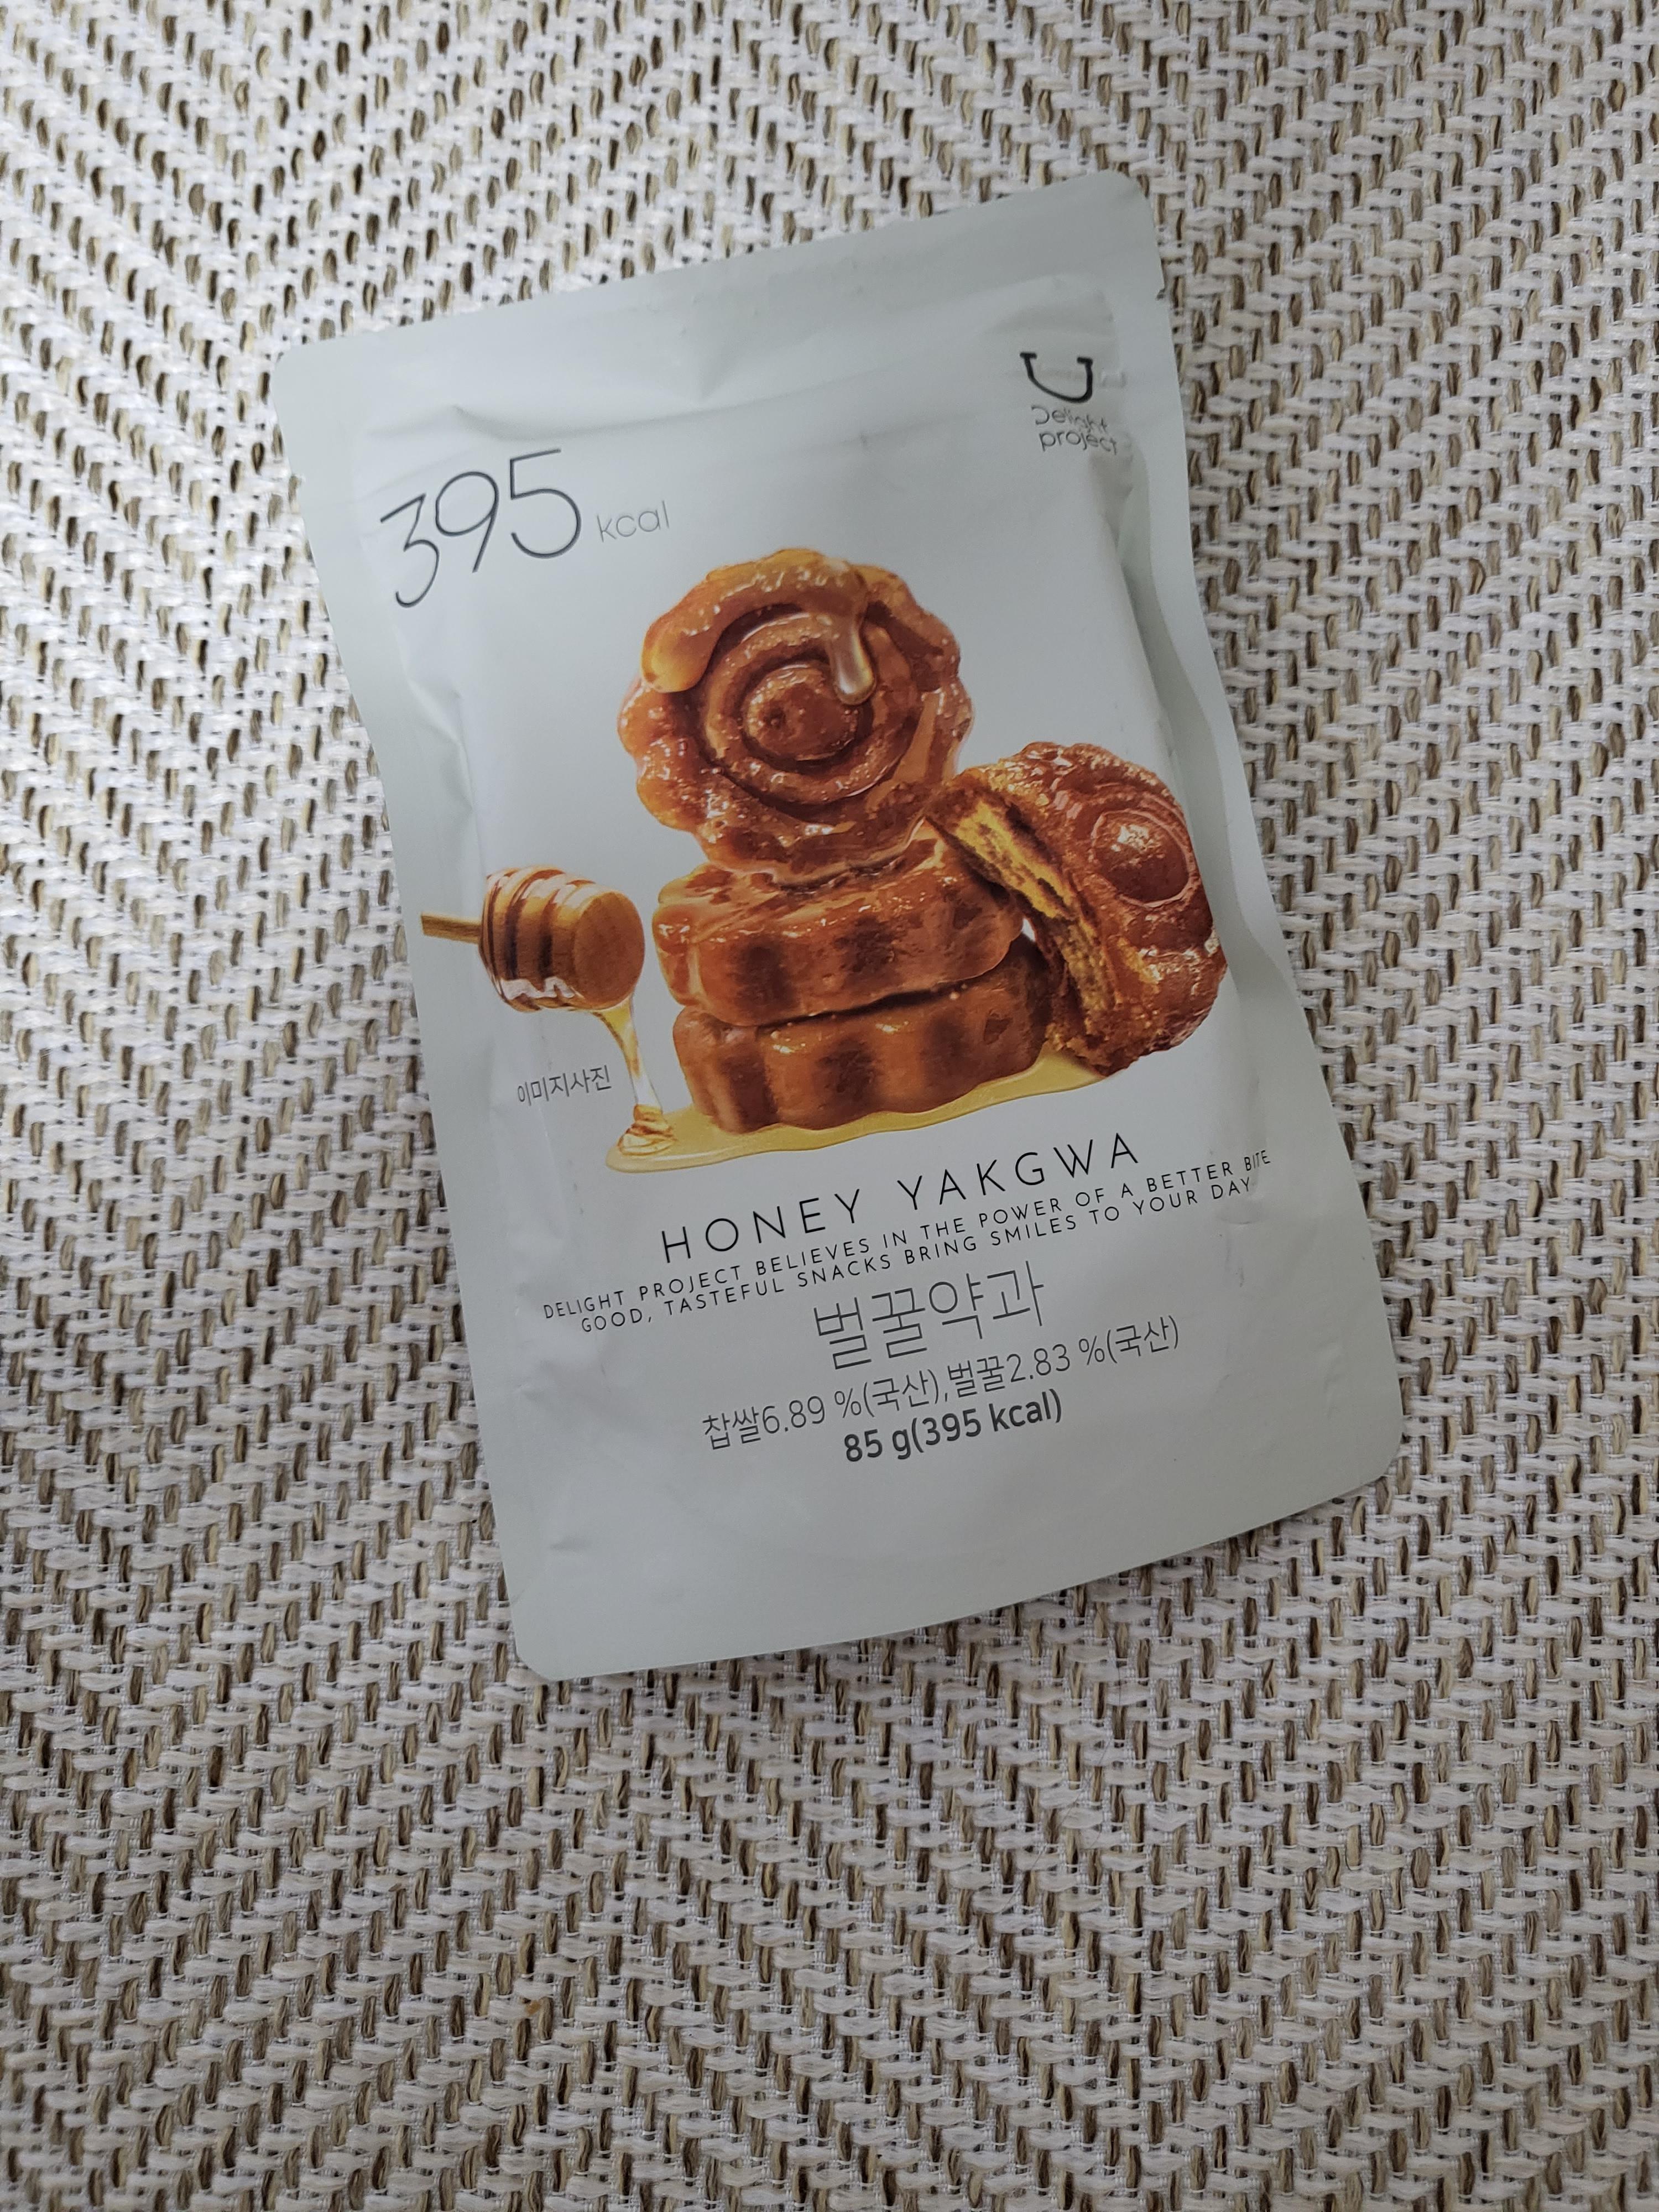 Delight
project
395 kcal
이미지사진
HONEY YAKGWA
DELIGHT PROJECT BELIEVES IN THE POWER OF A BETTER BITE
GOOD, TASTEFUL SNACKS BRING SMILES TO YOUR DAY
벌꿀약과
찹쌀6.89 %(국산),벌꿀2.83 %(국산)
85 g(395 kcal)